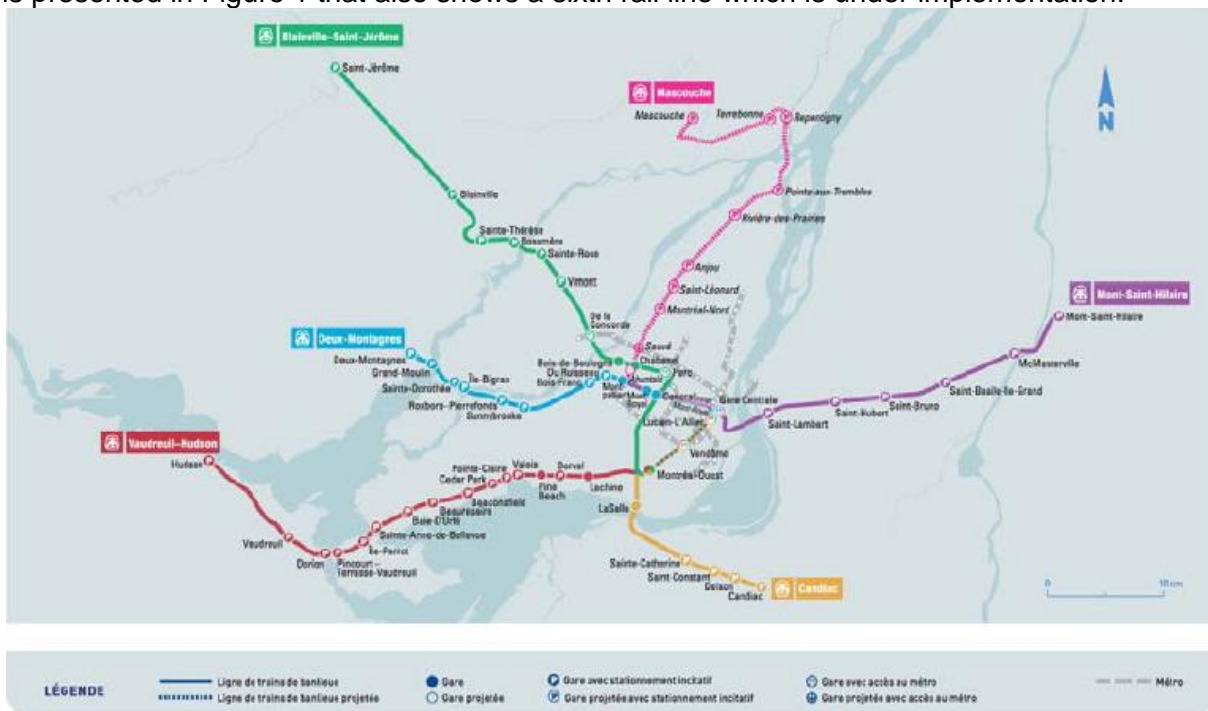 is presented in Figure 1 that also shows a sixth rail line which is under implementation.
Blainville-Saint-Jérôme
Saint-Jérôme
Mascouche
Mascouche
Terrebonne
Repentigny
N
Blainville
Pointe-aux-Trembles
Rivière-des-Prairies
Sainte-Thérèse
Rosemère
Sainte-Rose
Vimont
Anjou
Saint-Léonard
Montréal-Nord
De la
Concorde
Sauvé
Mont-Saint-Hilaire
Mont-Saint-Hilaire
McMasterville
Saint-Basile-le-Grand
Saint-Bruno
Saint-Hubert
Saint-Lambert
Deux-Montagnes
Deux-Montagnes
Grand-Moulin
Sainte-Dorothée
Île-Bigras
Roxboro-Pierrefonds
Sunnybrooke
Bois-de-Boulogne
Du Ruisseau
Bois-Franc
Chabanel
Parc
Mont-
Royal
Gare Centrale
Lucien-L'Allier
Vendôme
Montréal-Ouest
Vaudreuil-Hudson
Hudson
Vaudreuil
Dorion
Pincourt-
Terrasse-Vaudreuil
Île-Perrot
Sainte-Anne-de-Bellevue
Baie-D'Urfé
Beaurepaire
Beaconsfield
Cedar Park
Pointe-Claire
Valois
Pine
Beach
Dorval
Lachine
LaSalle
Sainte-Catherine
Saint-Constant
Delson
Candiac
Candiac
0 10 km
LÉGENDE
Ligne de trains de banlieue
Ligne de trains de banlieue projetée
Gare
Gare projetée
Gare avec stationnement incitatif
Gare projetée avec stationnement incitatif
Gare avec accès au métro
Gare projetée avec accès au métro
Métro